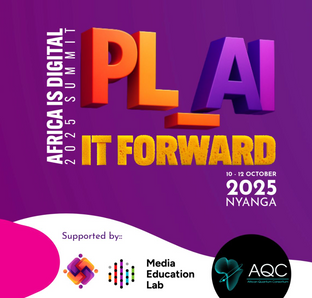 AFRICA IS DIGITAL
2025 SUMMIT
PL_AI
IT FORWARD
10 - 12 OCTOBER
2025
NYANGA
Supported by::
Media
Education
Lab
AQC